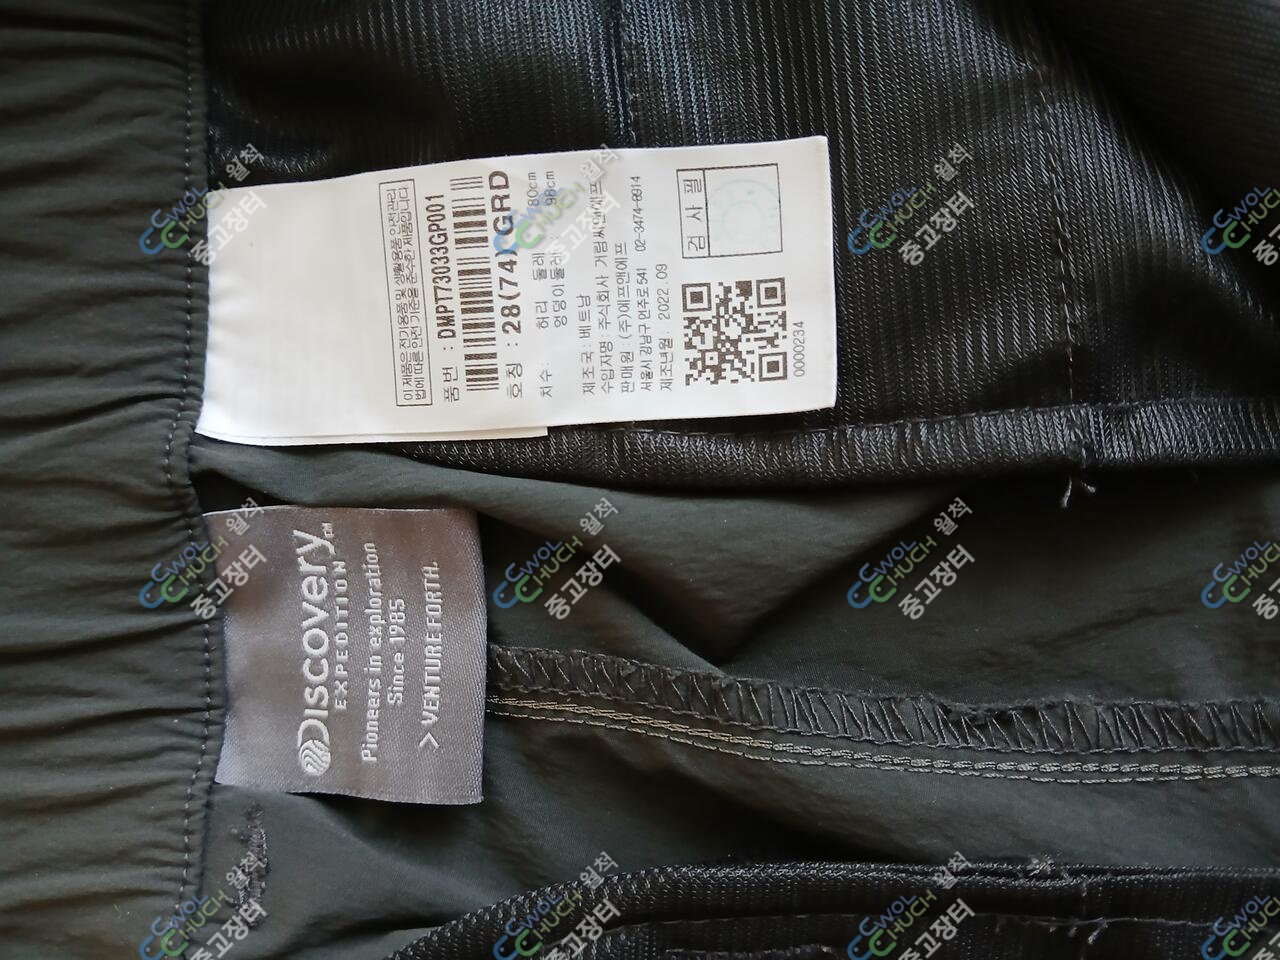 이 제품은 전기용품 및 생활용품 안전관리
법에 따른 안전 기준을 준수한 제품입니다.
품번 : DMPT73033GP001
호칭 : 28(74) GRD
치수: 허리 둘레 80cm
엉덩이 둘레 98cm
제조국 : 베트남
수입자명 : 주식회사 거림씨앤에프
판매원 : (주)에프앤에프
서울시 강남구 언주로 541 02-3474-8914
제조년월 : 2022.09
검사필
0000234
Discovery
EXPEDITION
Pioneers in exploration
Since 1985
> VENTURE FORTH.
CWOL
CHUCH
월척
중고장터